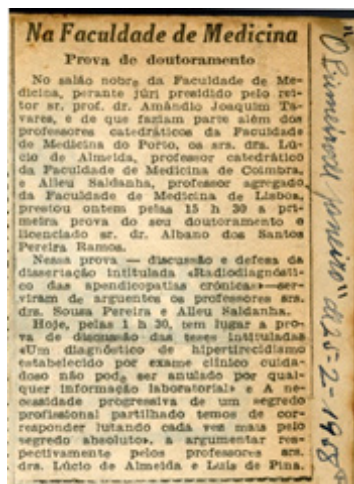 Na Faculdade de Medicina
Prova de doutoramento
No salão nobre da Faculdade de Me-
dicina, perante júri presidido pelo rei-
tor sr. prof. dr. Amândio Joaquim Ta-
vares, e de que faziam parte além dos
professores catedráticos da Faculdade
de Medicina do Porto, os srs. drs. Lú-
cio de Almeida, professor catedrático
da Faculdade de Medicina de Coimbra,
e Aileu Saldanha, professor agregado
da Faculdade de Medicina de Lisboa,
prestou ontem pelas 15 h 30 a pri-
meira prova do seu doutoramento o
licenciado sr. dr. Albano dos Santos
Pereira Ramos.
Nessa prova — discussão e defesa da
dissertação intitulada «Radiodiagnósti-
co das apendicopatias crónicas»—ser-
viram de arguentes os professores srs.
drs. Sousa Pereira e Aileu Saldanha.
Hoje, pelas 1 h 30, tem lugar a pro-
va de discussão das teses intituladas
«Um diagnóstico de hipertiroidismo
estabelecido por exame clínico cuida-
doso não pode ser anulado por qual-
quer informação laboratorial» e A ne-
cessidade progressiva de um segredo
profissional partilhado temos de cor-
responder lutando cada vez mais pelo
segredo absoluto», a argumentar res-
pectivamente pelos professores srs.
drs. Lúcio de Almeida e Luís de Pina.
"O Primeiro de Janeiro" de 25-2-1958